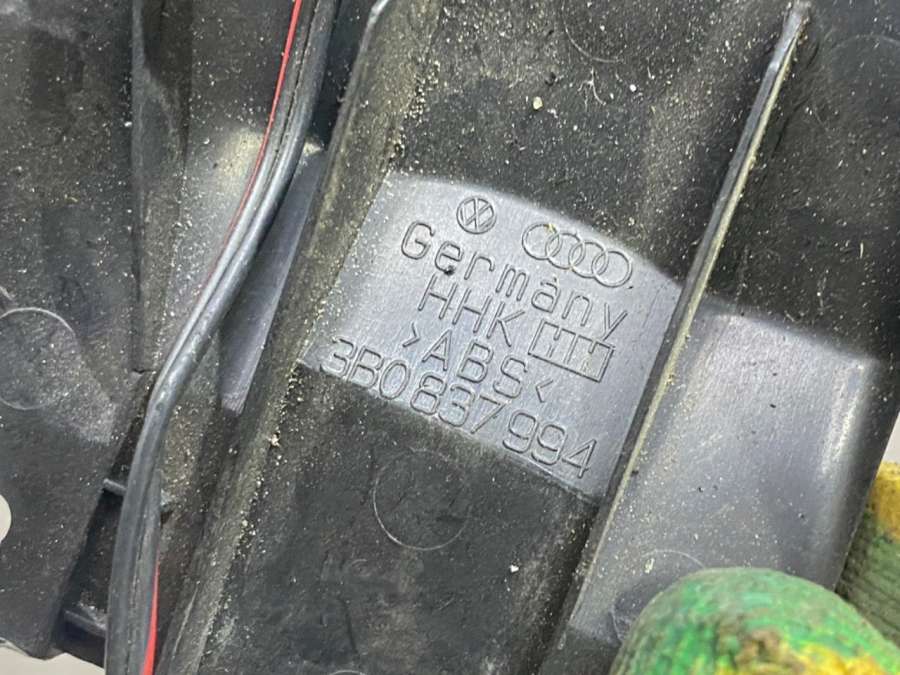 Germany
HHK
>ABS<
3B0 837 994